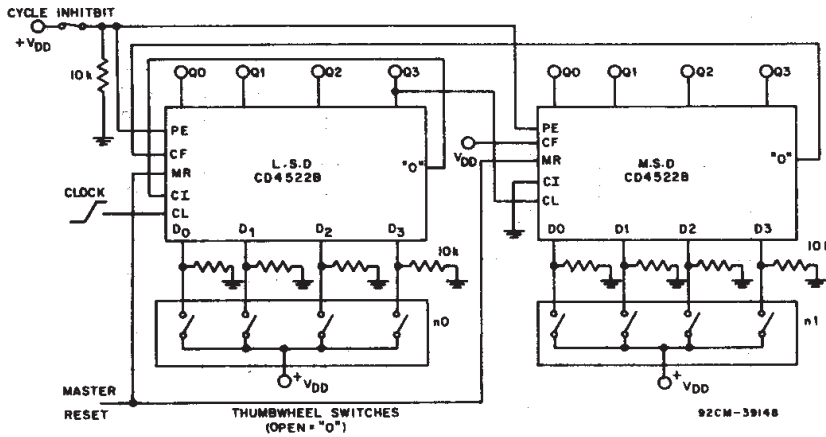 CYCLE INHITBIT
+ VDD
10 k
Q0 Q1 Q2 Q3
Q0 Q1 Q2 Q3
PE
CF
MR
CI
CL
L.S.D
CD4522B
"0"
CLOCK
D0 D1 D2 D3
10k
VDD
PE
CF
MR
CI
CL
M.S.D
CD4522B
"0"
D0 D1 D2 D3
n0
+ VDD
n1
+ VDD
MASTER
RESET
THUMBWHEEL SWITCHES
(OPEN = "0")
92CM-39148